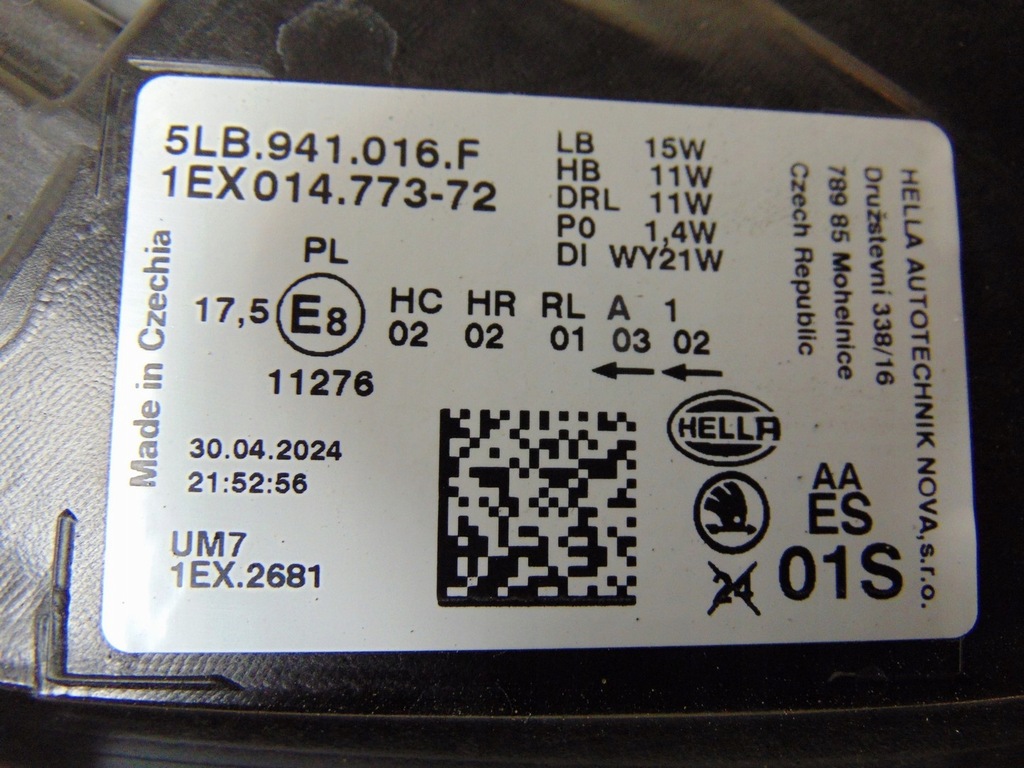 5LB.941.016.F
1EX014.773-72
LB 15W
HB 11W
DRL 11W
PO 1,4W
DI WY21W
PL
17,5 E8 HC HR RL A 1
02 02 01 03 02
11276
Made in Czechia
30.04.2024
21:52:56
UM7
1EX.2681
HELLA
24
AA
ES
01S
HELLA AUTOTECHNIK NOVA,s.r.o.
Družstevní 338/16
789 85 Mohelnice
Czech Republic